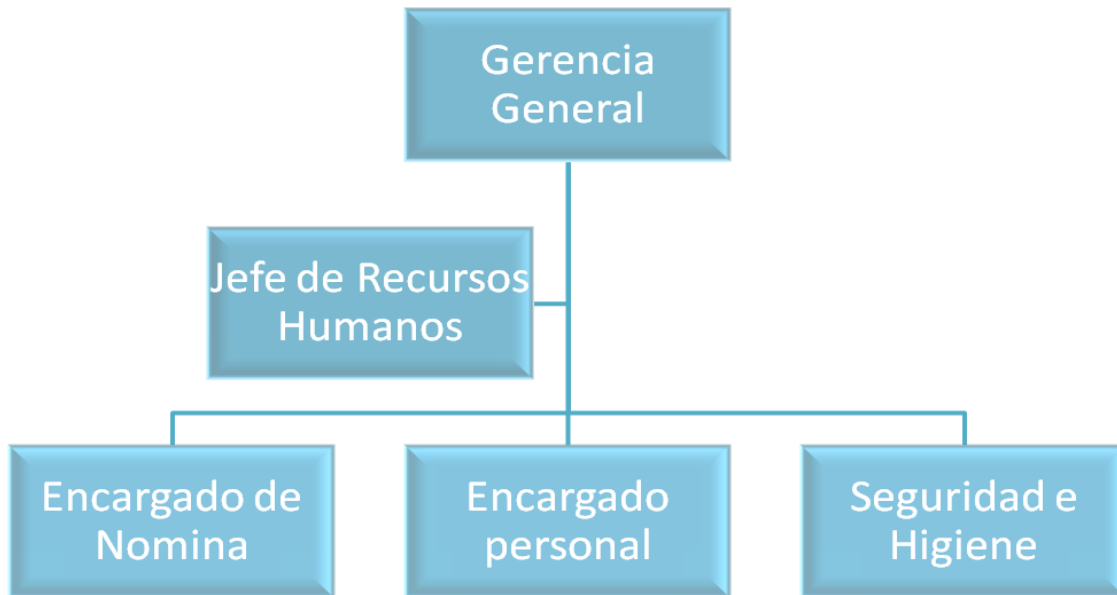 Gerencia
General
Jefe de Recursos
Humanos
Encargado de
Nomina
Encargado
personal
Seguridad e
Higiene